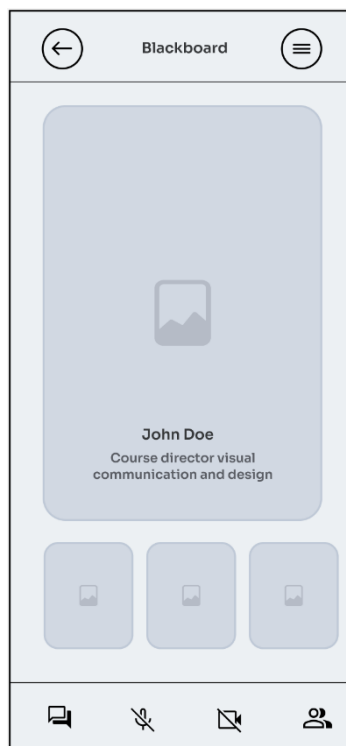 Blackboard
John Doe
Course director visual
communication and design